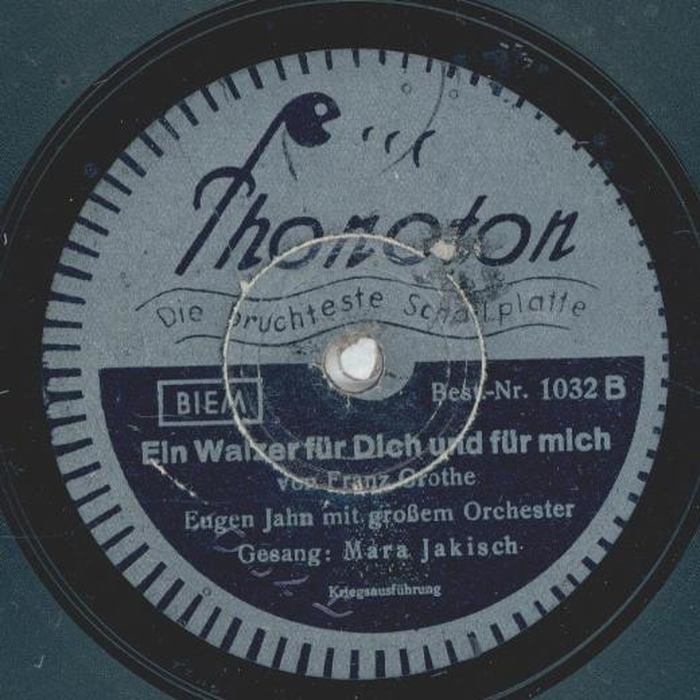 Phonoton
Die bruchfeste Schallplatte
BIEM
Best.-Nr. 1032 B
Ein Walzer für Dich und für mich
von Franz Grothe
Eugen Jahn mit großem Orchester
Gesang: Mara Jakisch
Kriegsausführung